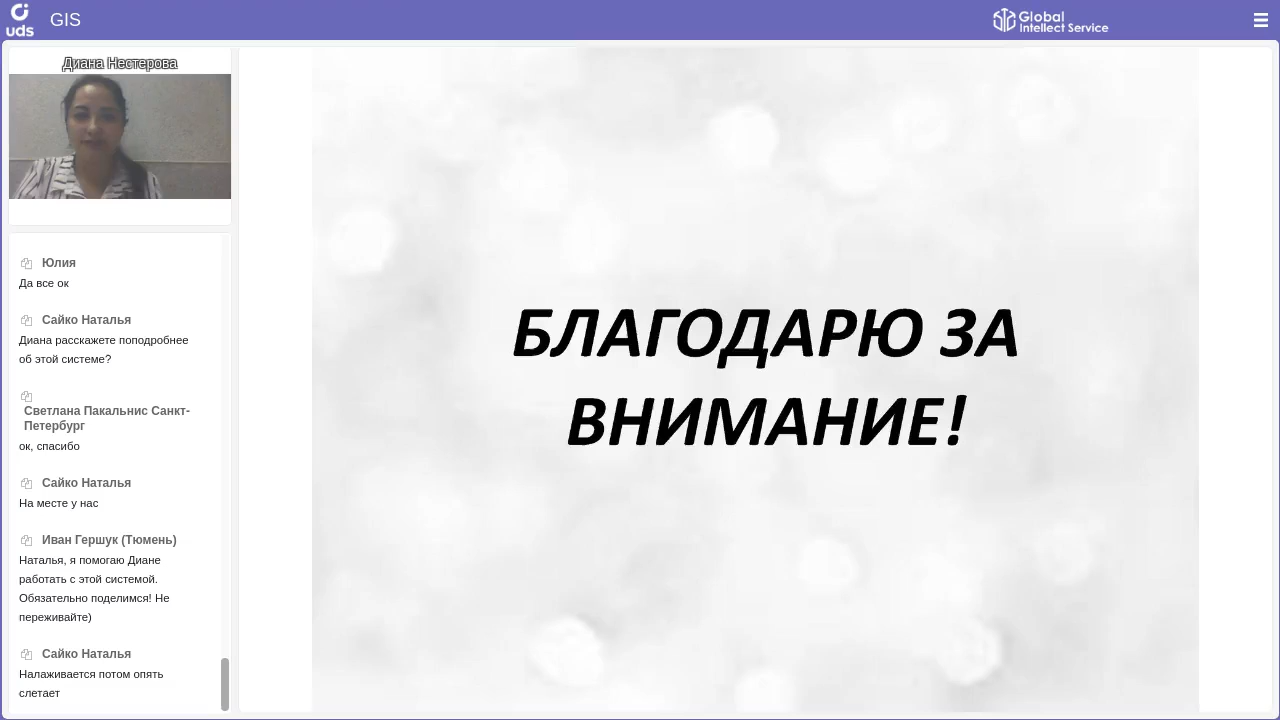 uds
GIS
Global
Intellect Service
Диана Нестерова
Юлия
Да все ок
Сайко Наталья
Диана расскажете поподробнее
об этой системе?
Светлана Пакальнис Санкт-
Петербург
ок, спасибо
Сайко Наталья
На месте у нас
Иван Гершук (Тюмень)
Наталья, я помогаю Диане
работать с этой системой.
Обязательно поделимся! Не
переживайте)
Сайко Наталья
Налаживается потом опять
слетает
БЛАГОДАРЮ ЗА
ВНИМАНИЕ!